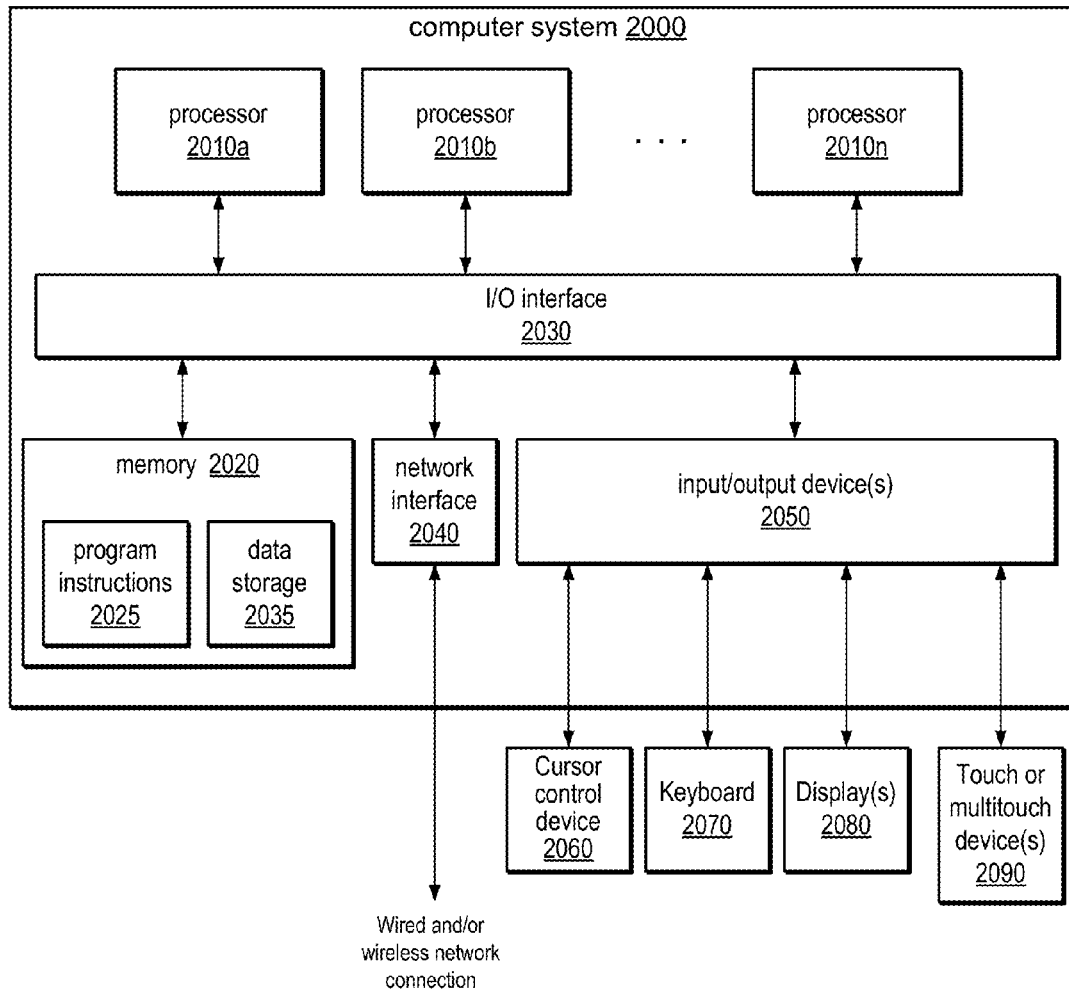 computer system 2000
processor
2010a
processor
2010b
. . .
processor
2010n
I/O interface
2030
memory 2020
program
instructions
2025
data
storage
2035
network
interface
2040
input/output device(s)
2050
Cursor
control
device
2060
Keyboard
2070
Display(s)
2080
Touch or
multitouch
device(s)
2090
Wired and/or
wireless network
connection